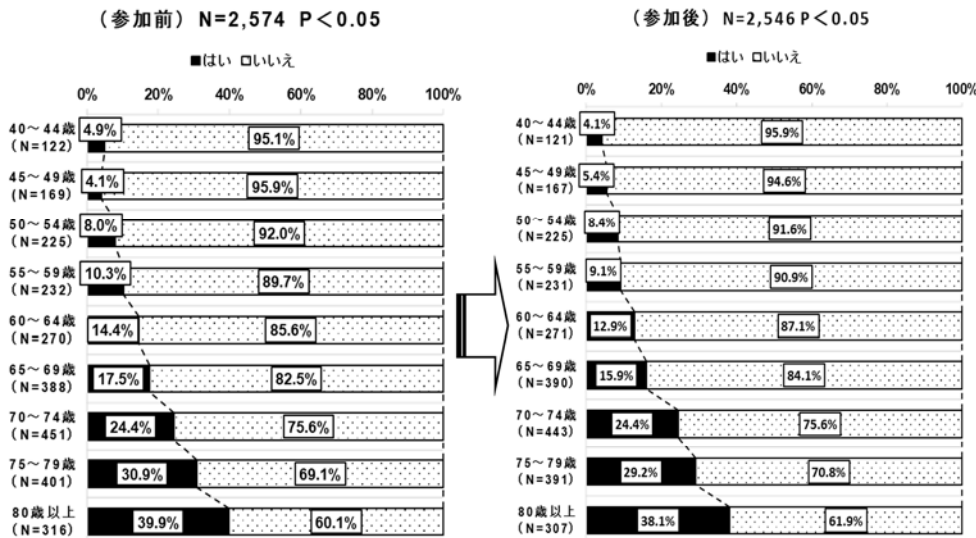 (参加前) N=2,574 P<0.05
■はい □いいえ
0% 20% 40% 60% 80% 100%
40~44歳 4.9% 95.1%
(N=122)
45~49歳 4.1% 95.9%
(N=169)
50~54歳 8.0% 92.0%
(N=225)
55~59歳 10.3% 89.7%
(N=232)
60~64歳 14.4% 85.6%
(N=270)
65~69歳 17.5% 82.5%
(N=388)
70~74歳 24.4% 75.6%
(N=451)
75~79歳 30.9% 69.1%
(N=401)
80歳以上 39.9% 60.1%
(N=316)
(参加後) N=2,546 P<0.05
■はい □いいえ
0% 20% 40% 60% 80% 100%
40~44歳 4.1% 95.9%
(N=121)
45~49歳 5.4% 94.6%
(N=167)
50~54歳 8.4% 91.6%
(N=225)
55~59歳 9.1% 90.9%
(N=231)
60~64歳 12.9% 87.1%
(N=271)
65~69歳 15.9% 84.1%
(N=390)
70~74歳 24.4% 75.6%
(N=443)
75~79歳 29.2% 70.8%
(N=391)
80歳以上 38.1% 61.9%
(N=307)